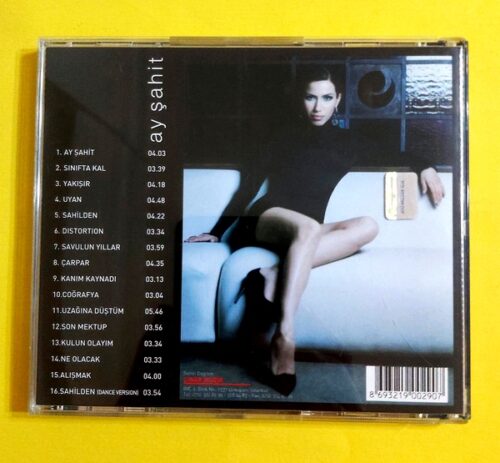 ay şahit
1. AY ŞAHİT 04.03
2. SINIFTA KAL 03.39
3. YAKIŞIR 04.18
4. UYAN 04.48
5. SAHİLDEN 04.22
6. DISTORTION 03.34
7. SAVULUN YILLAR 03.59
8. ÇARPAR 04.35
9. KANIM KAYNADI 03.13
10.COĞRAFYA 03.04
11.UZAĞINA DÜŞTÜM 05.46
12.SON MEKTUP 03.56
13.KULUN OLAYIM 03.34
14.NE OLACAK 03.33
15.ALIŞMAK 04.00
16.SAHİLDEN (DANCE VERSION) 03.54
8 693219 002907